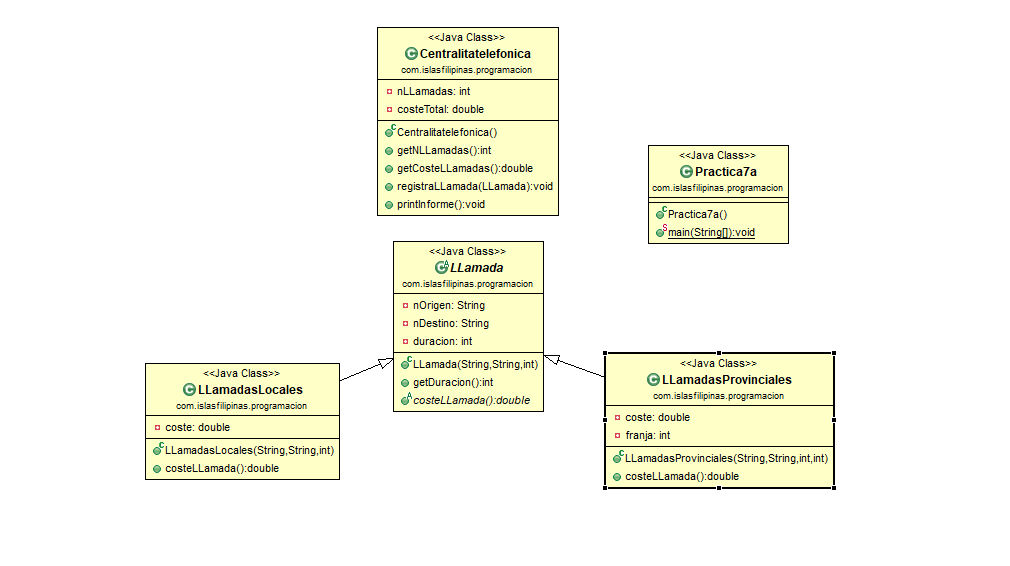 <<Java Class>>
Centralitatelefonica
com.islasfilipinas.programacion
nLLamadas: int
costeTotal: double
Centralitatelefonica()
getNLLamadas():int
getCosteLLamadas():double
registraLLamada(LLamada):void
printInforme():void
<<Java Class>>
Practica7a
com.islasfilipinas.programacion
Practica7a()
main(String[]):void
<<Java Class>>
LLamada
com.islasfilipinas.programacion
nOrigen: String
nDestino: String
duracion: int
LLamada(String,String,int)
getDuracion():int
costeLLamada():double
<<Java Class>>
LLamadasLocales
com.islasfilipinas.programacion
coste: double
LLamadasLocales(String,String,int)
costeLLamada():double
<<Java Class>>
LLamadasProvinciales
com.islasfilipinas.programacion
coste: double
franja: int
LLamadasProvinciales(String,String,int,int)
costeLLamada():double